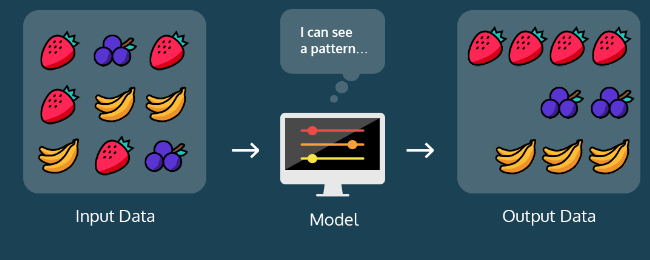 I can see
a pattern...
Input Data
Model
Output Data